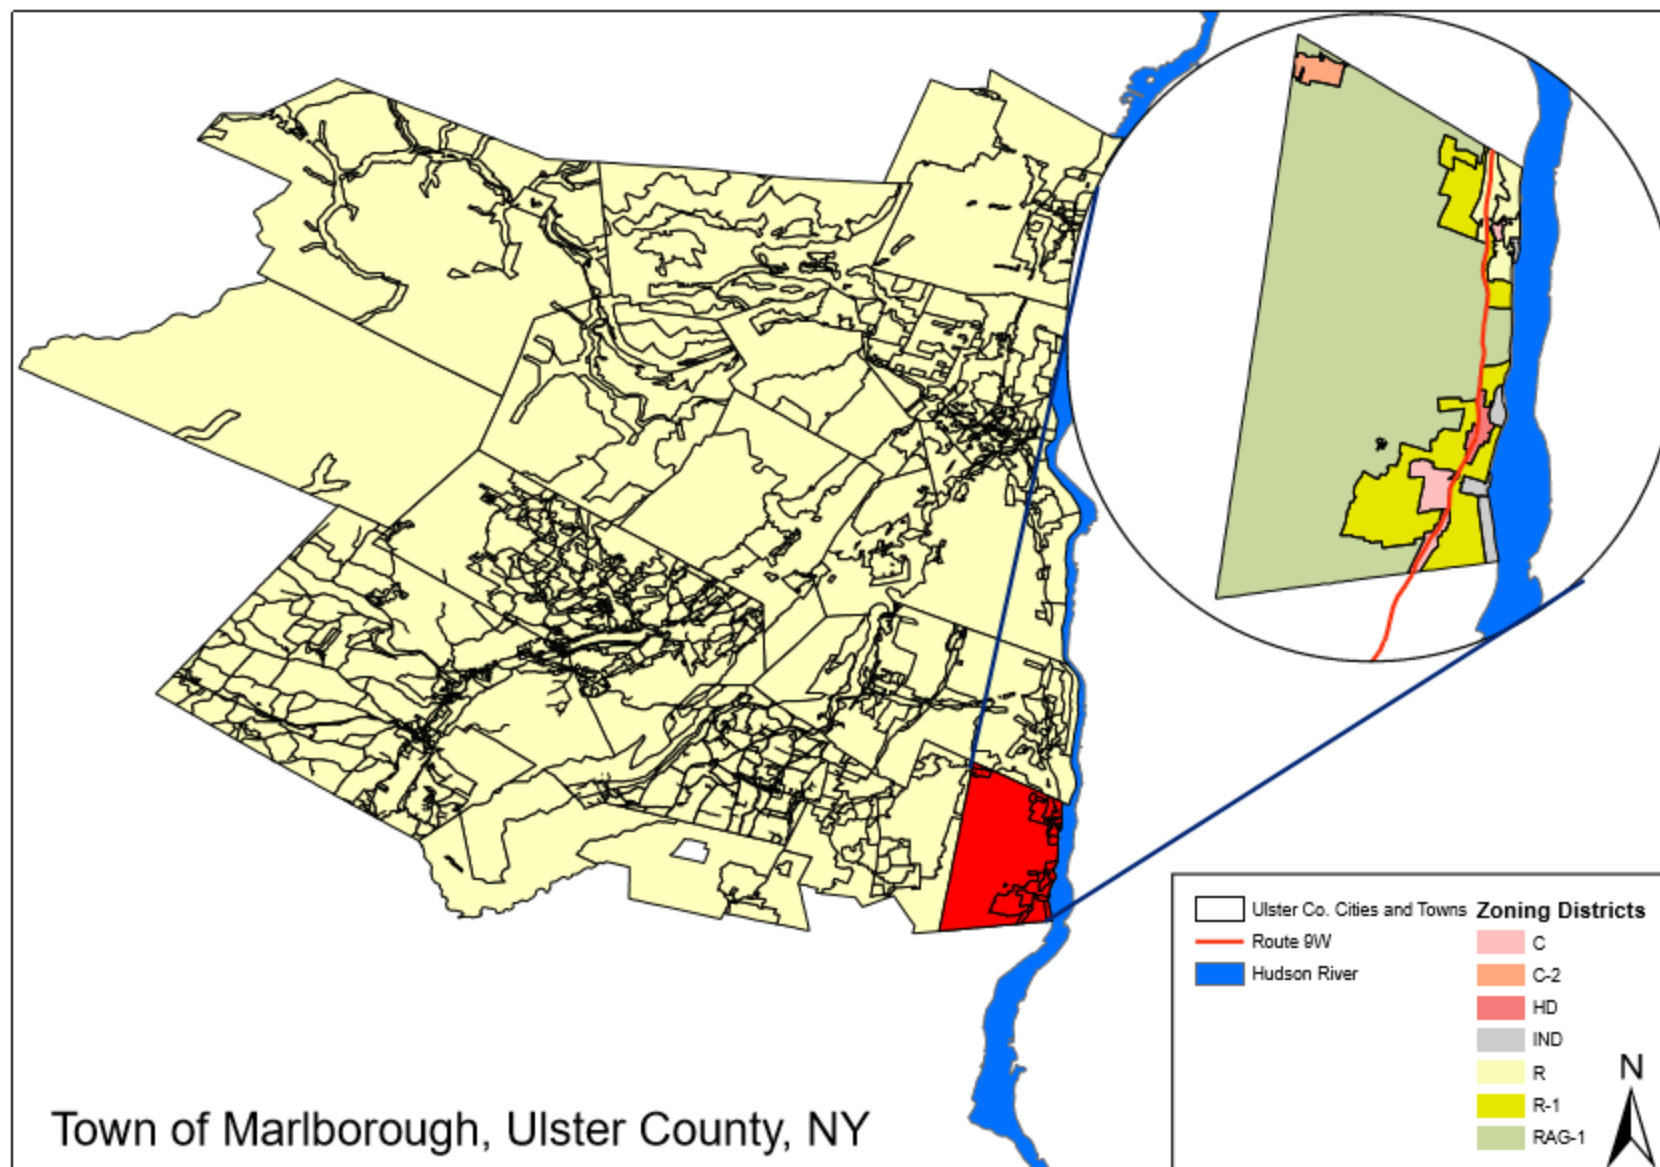 Ulster Co. Cities and Towns
Route 9W
Hudson River
Zoning Districts
C
C-2
HD
IND
R
R-1
RAG-1
N
Town of Marlborough, Ulster County, NY